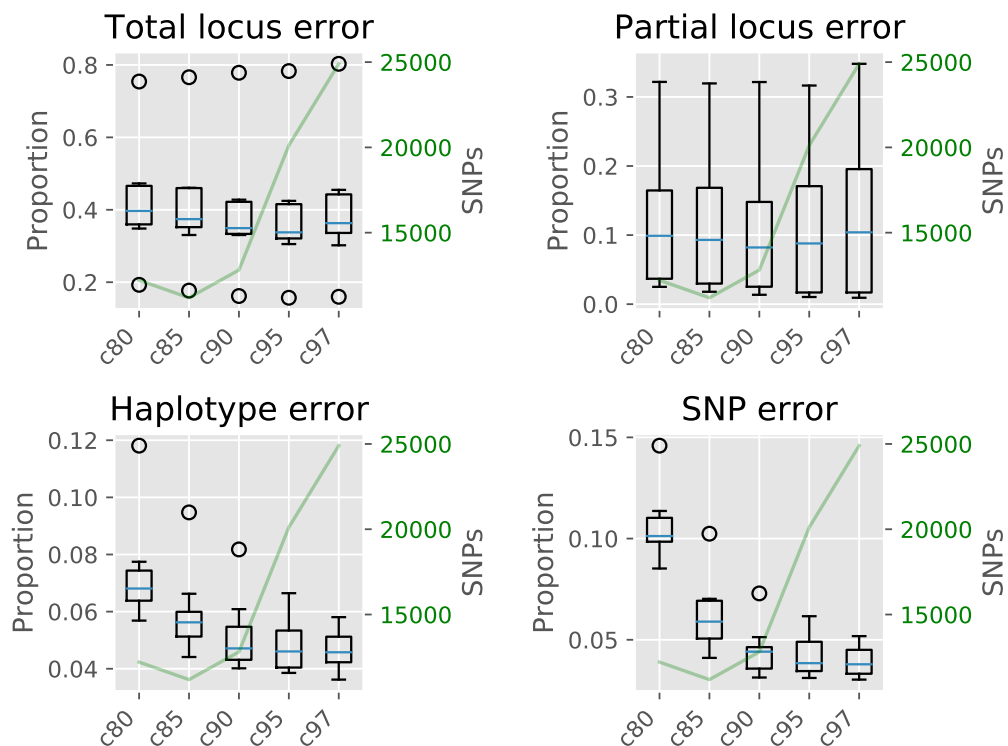 Total locus error
Proportion
0.8
0.6
0.4
0.2
25000
20000
15000
SNPs
c80 c85 c90 c95 c97
Partial locus error
Proportion
0.3
0.2
0.1
0.0
25000
20000
15000
SNPs
c80 c85 c90 c95 c97
Haplotype error
Proportion
0.12
0.10
0.08
0.06
0.04
25000
20000
15000
SNPs
c80 c85 c90 c95 c97
SNP error
Proportion
0.15
0.10
0.05
25000
20000
15000
SNPs
c80 c85 c90 c95 c97